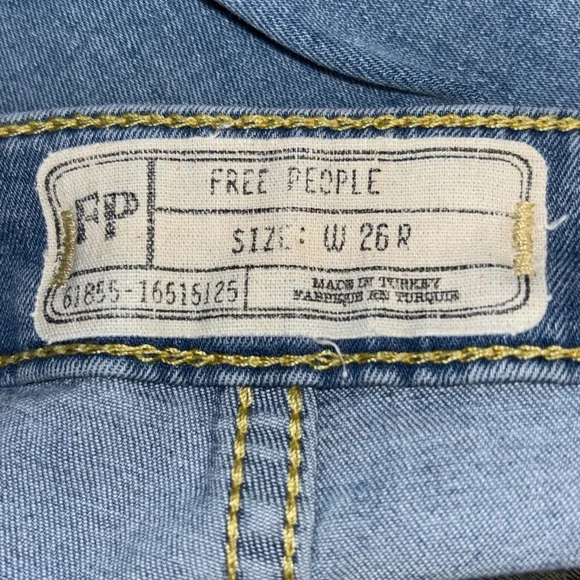 FP
FREE PEOPLE
SIZE: W 26 R
61855-16515125
MADE IN TURKEY
FABRIQUE EN TURQUIE